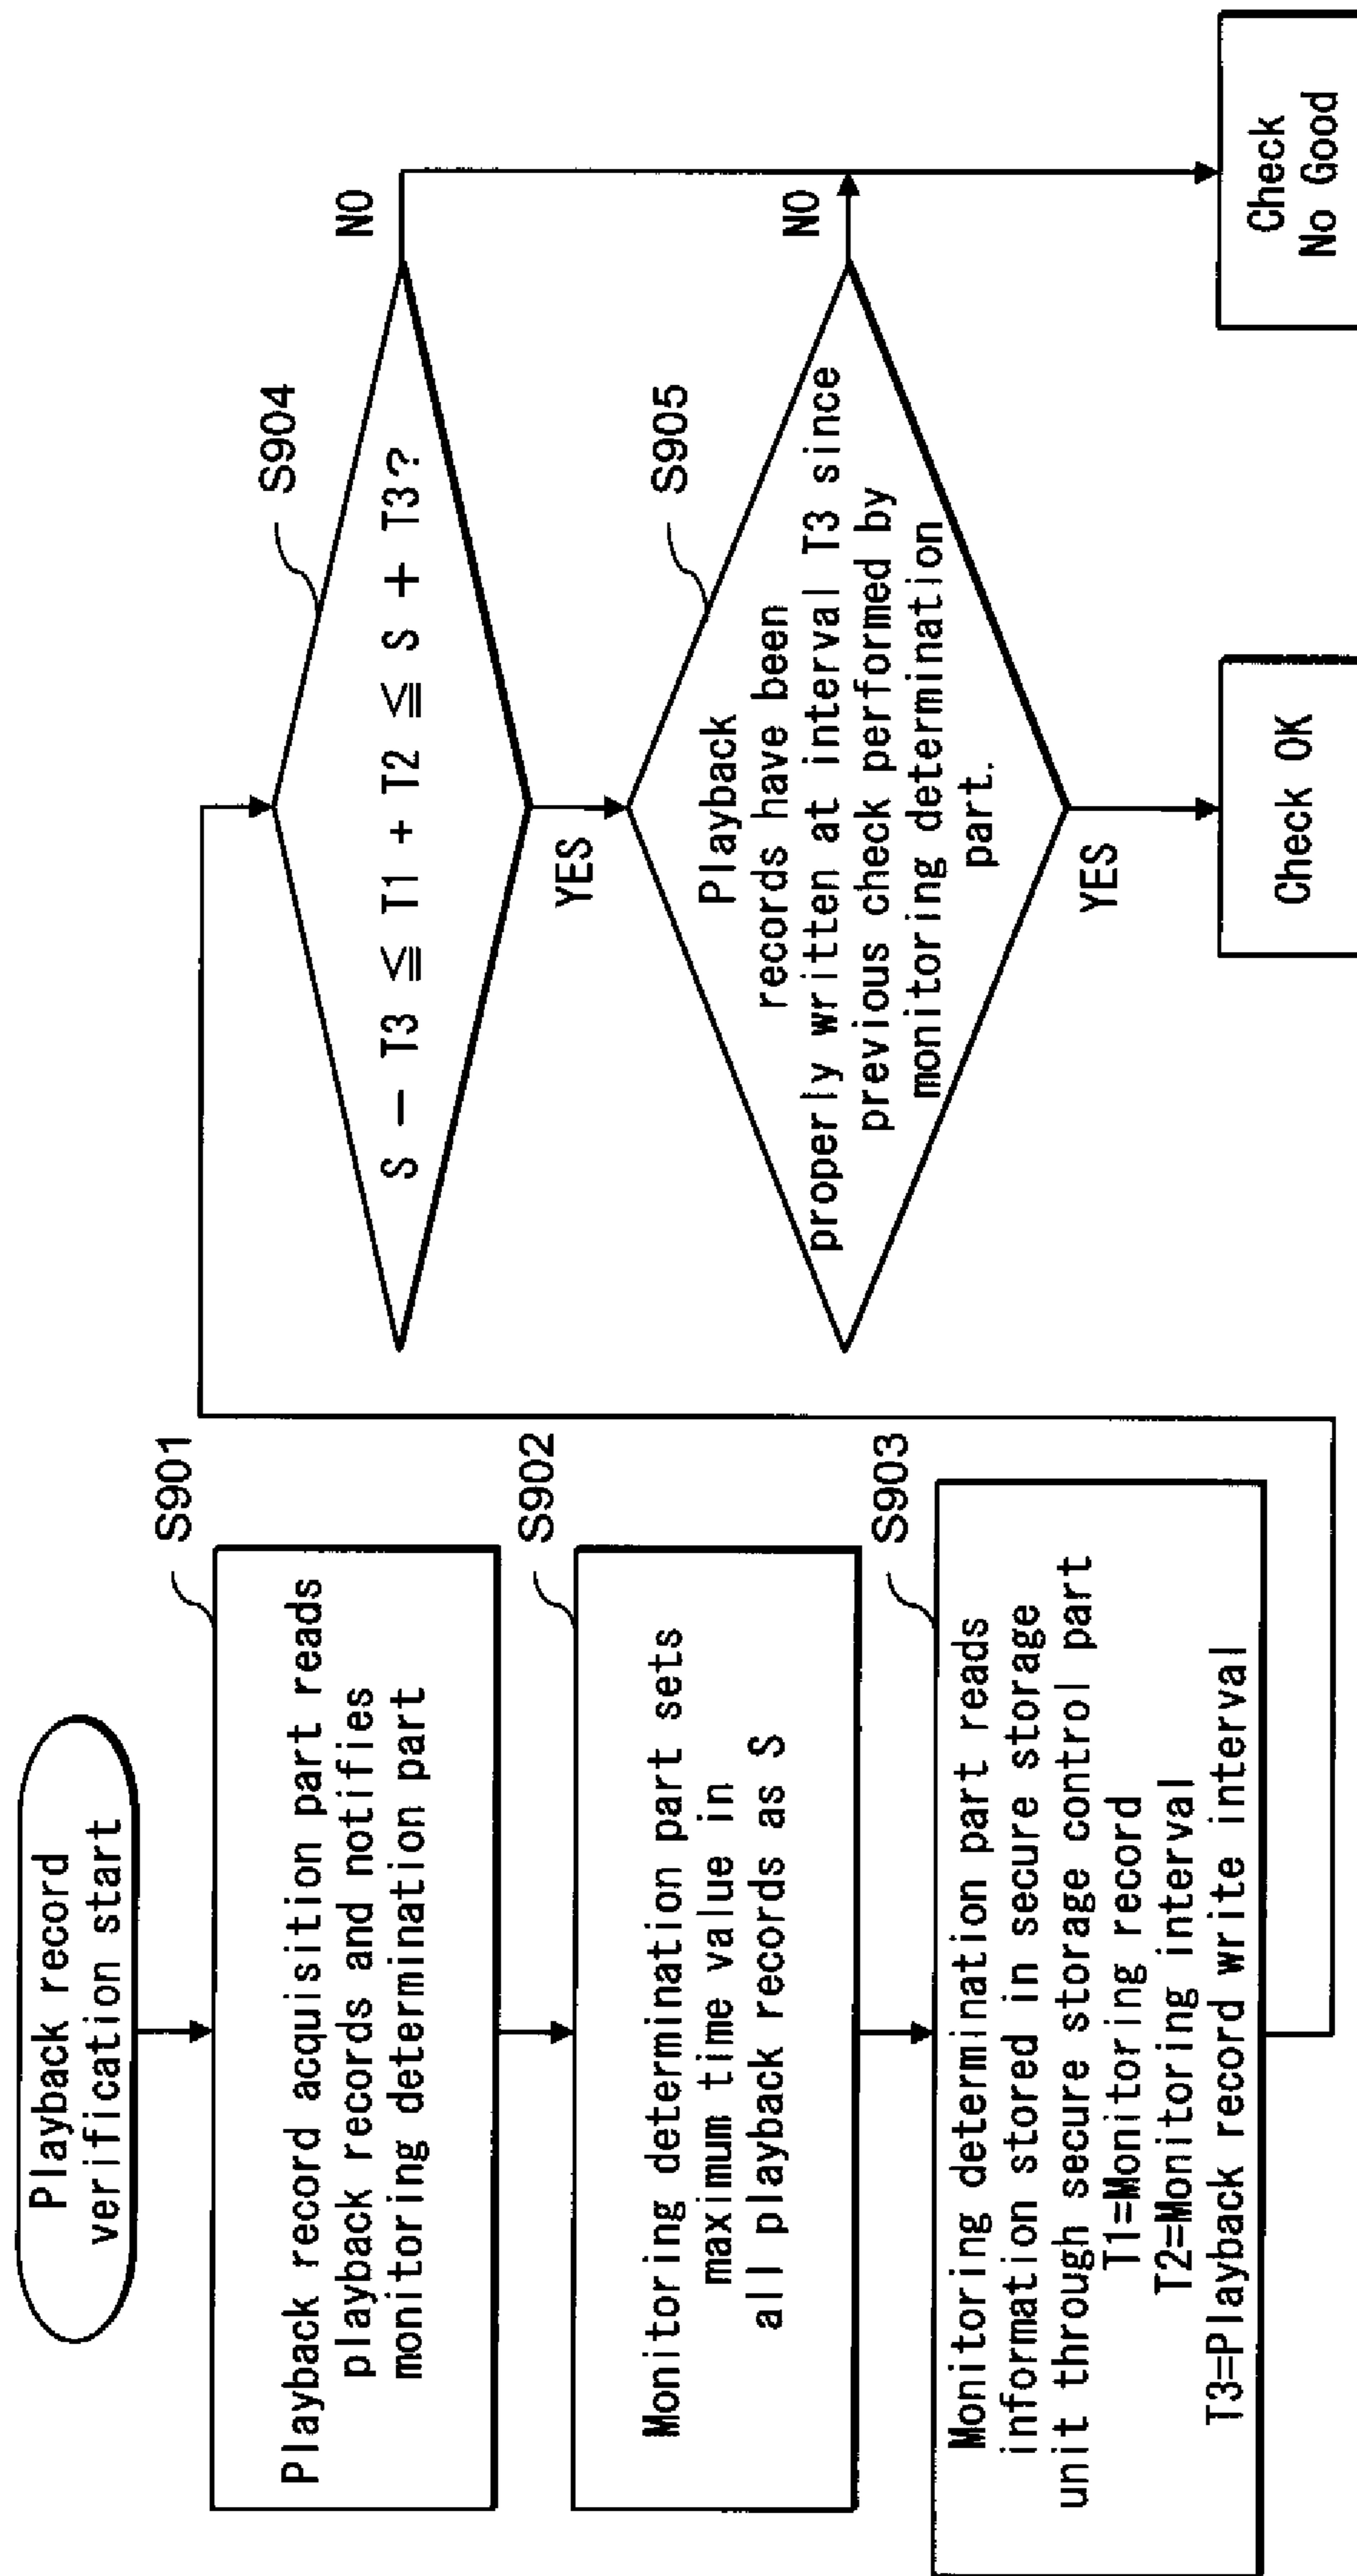 Playback record
verification start
S901
Playback record acquisition part reads
playback records and notifies
monitoring determination part
S902
Monitoring determination part sets
maximum time value in
all playback records as S
S903
Monitoring determination part reads
information stored in secure storage
unit through secure storage control part
T1=Monitoring record
T2=Monitoring interval
T3=Playback record write interval
S904
S − T3 ≦ T1 + T2 ≦ S + T3?
NO
YES
S905
Playback
records have been
properly written at interval T3 since
previous check performed by
monitoring determination
part.
NO
YES
Check OK
Check
No Good